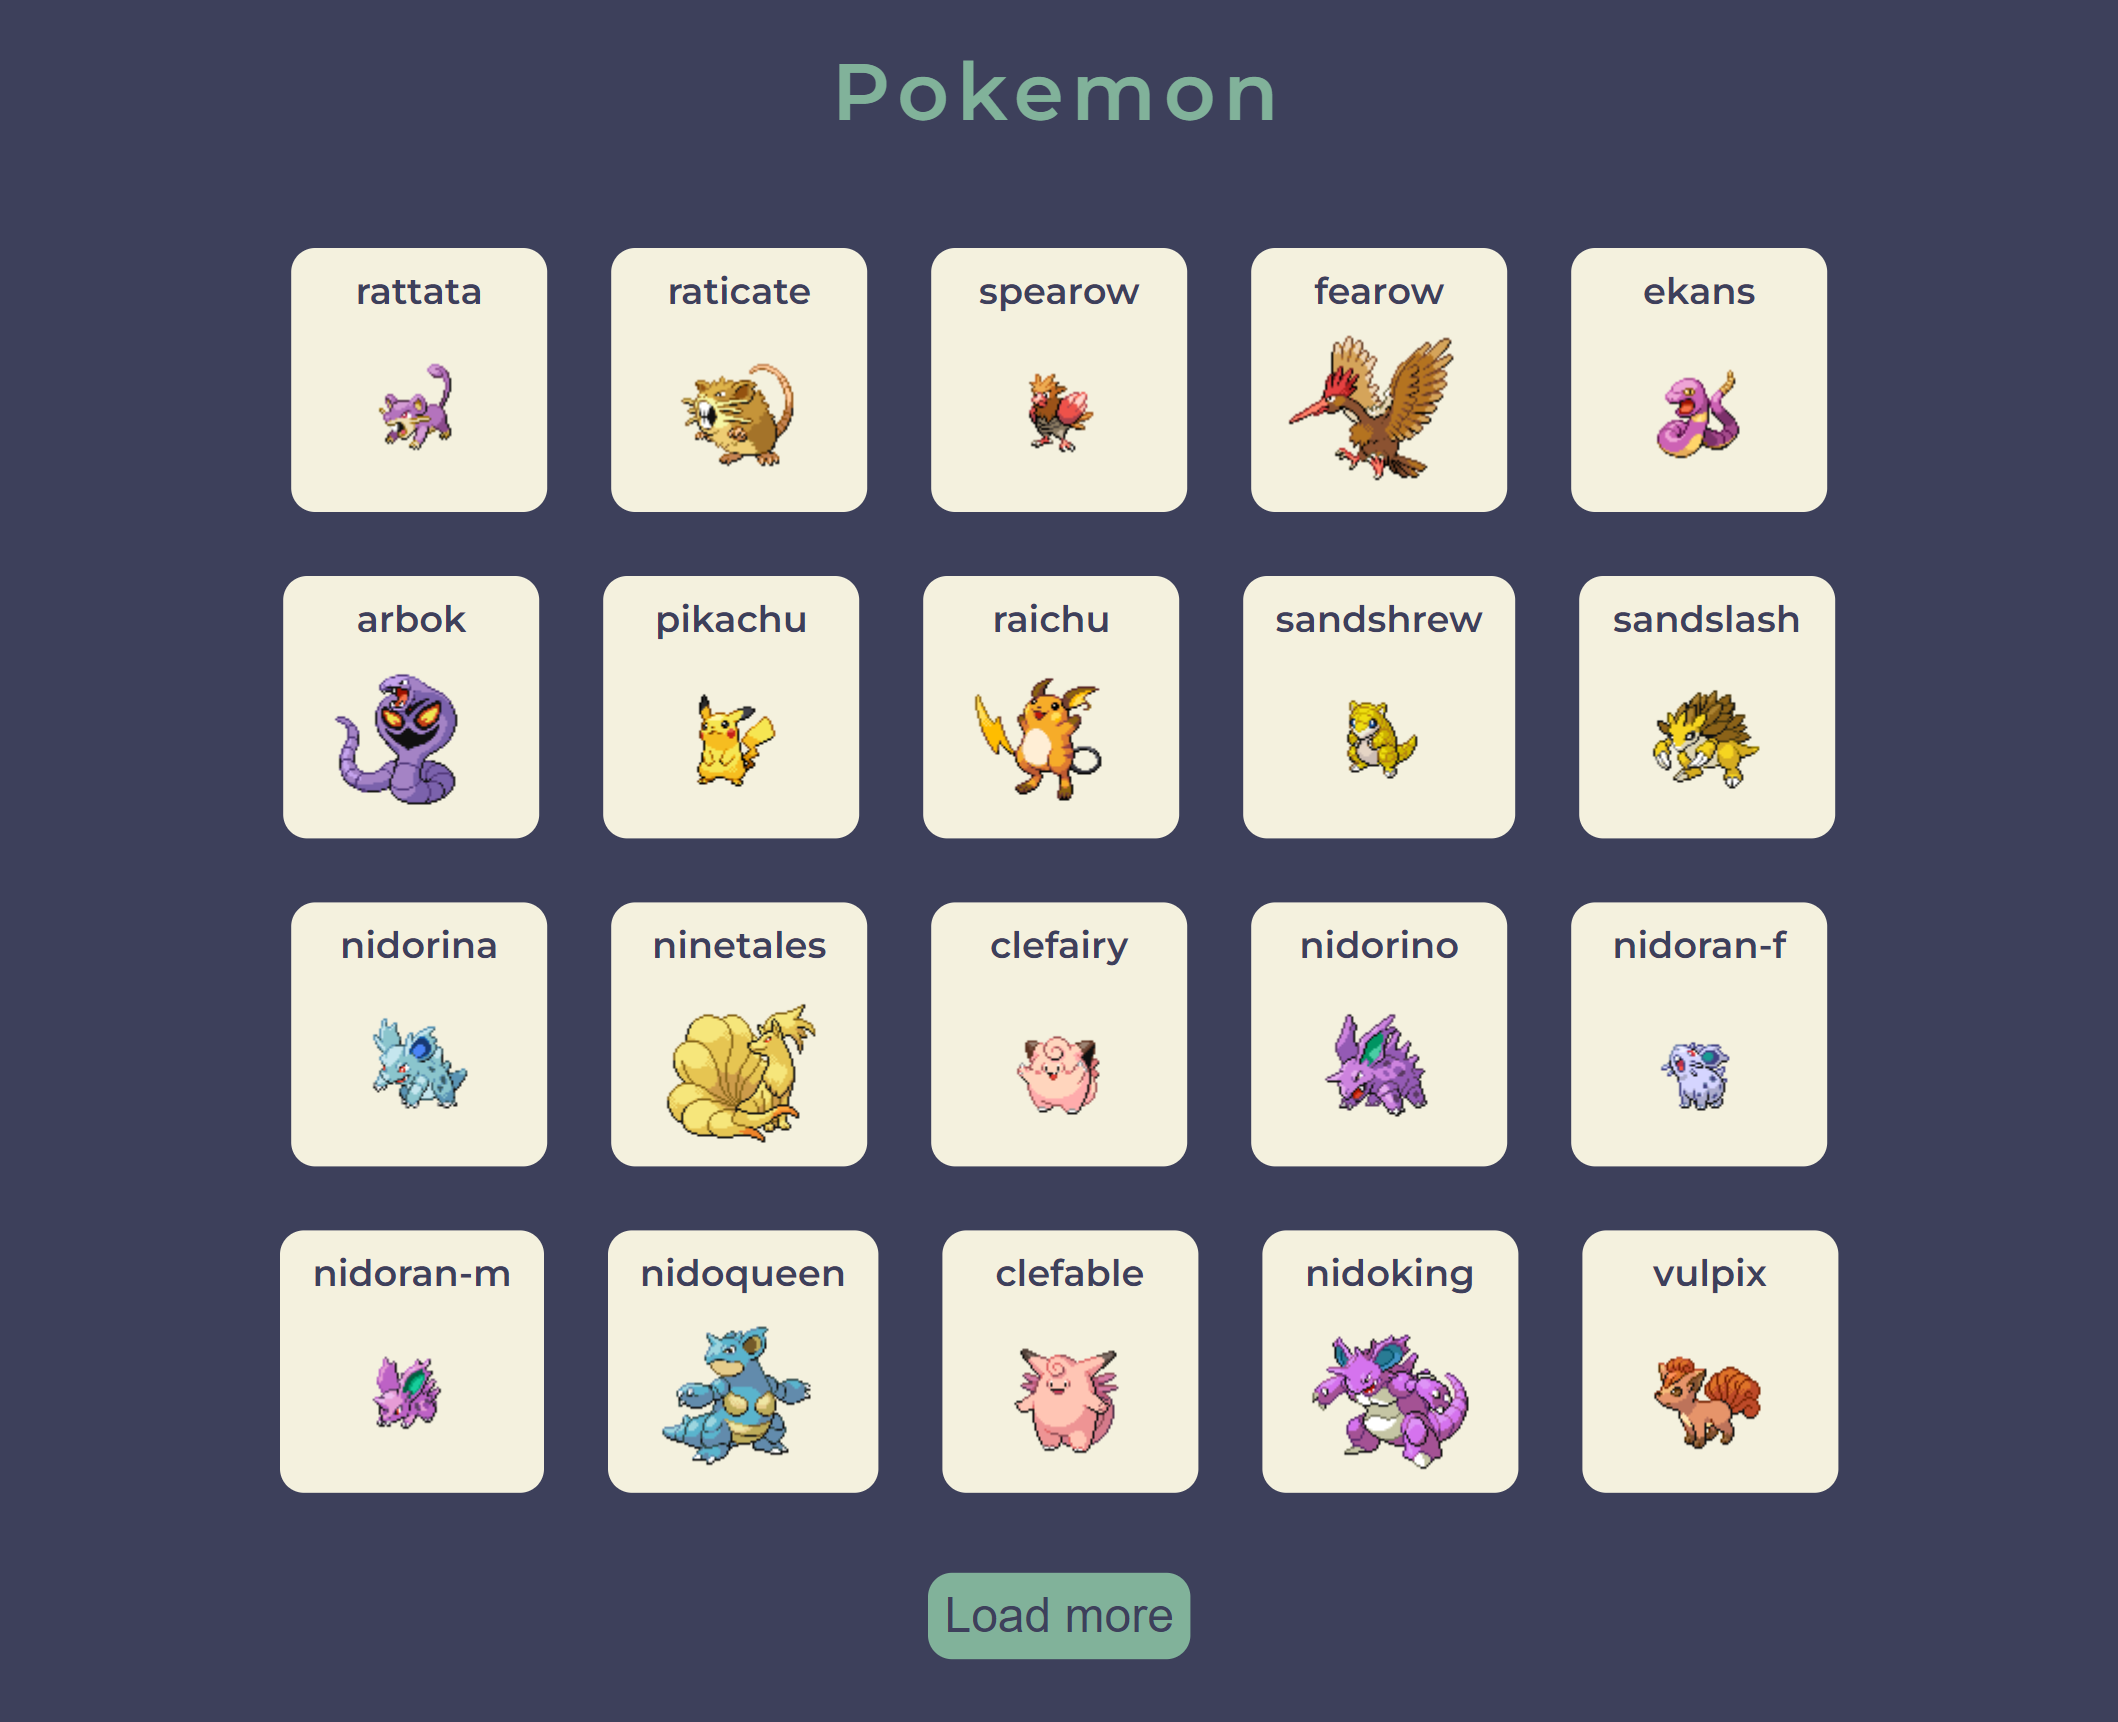 Pokemon
rattata
raticate
spearow
fearow
ekans
arbok
pikachu
raichu
sandshrew
sandslash
nidorina
ninetales
clefairy
nidorino
nidoran-f
nidoran-m
nidoqueen
clefable
nidoking
vulpix
Load more